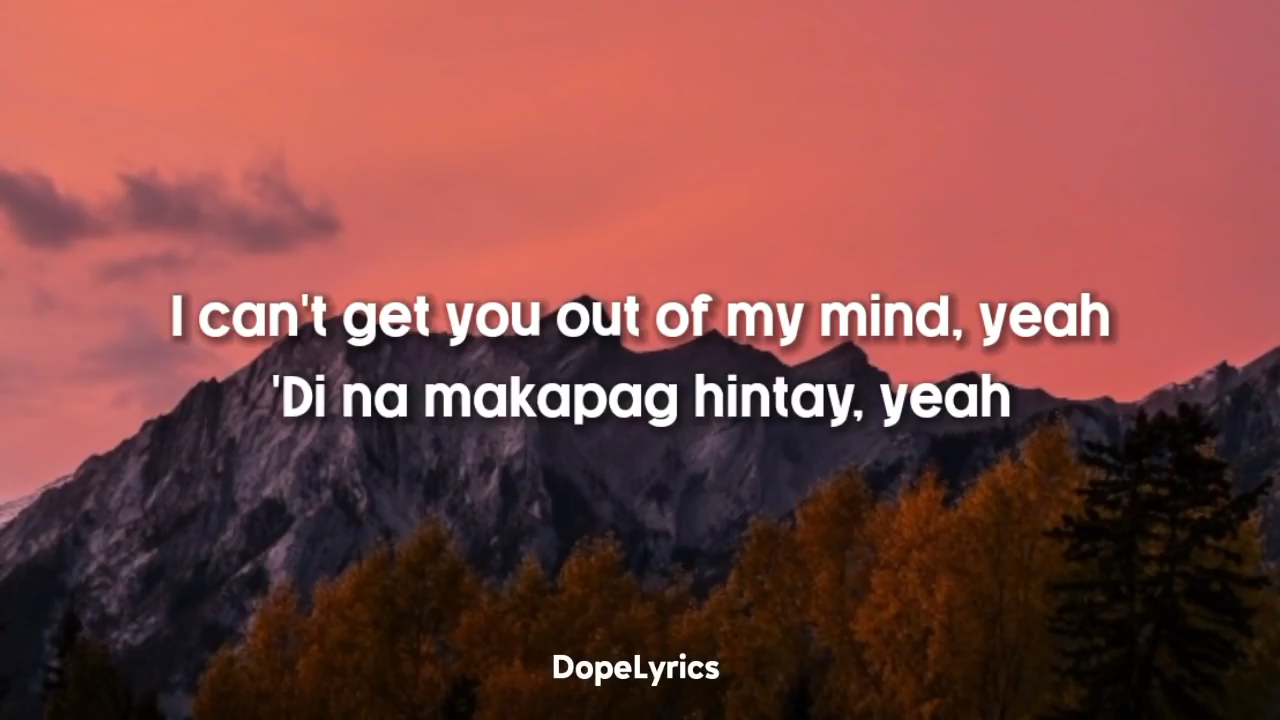 I can't get you out of my mind, yeah
'Di na makapag hintay, yeah
DopeLyrics